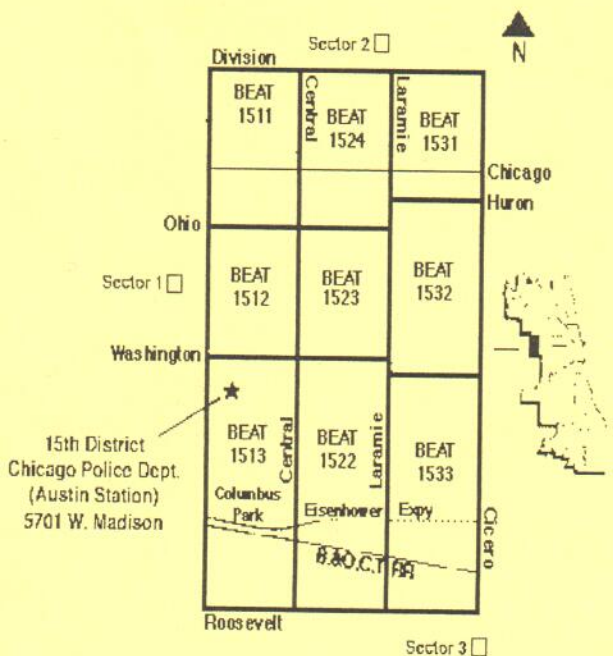 Sector 2
N
Division
BEAT
1511
Central
BEAT
1524
Laramie
BEAT
1531
Chicago
Huron
Ohio
Sector 1
BEAT
1512
BEAT
1523
BEAT
1532
Washington
15th District
Chicago Police Dept.
(Austin Station)
5701 W. Madison
BEAT
1513
Central
BEAT
1522
Laramie
BEAT
1533
Columbus
Park
Eisenhower Expy
Cicero
B.&O.C.T RR
Roosevelt
Sector 3